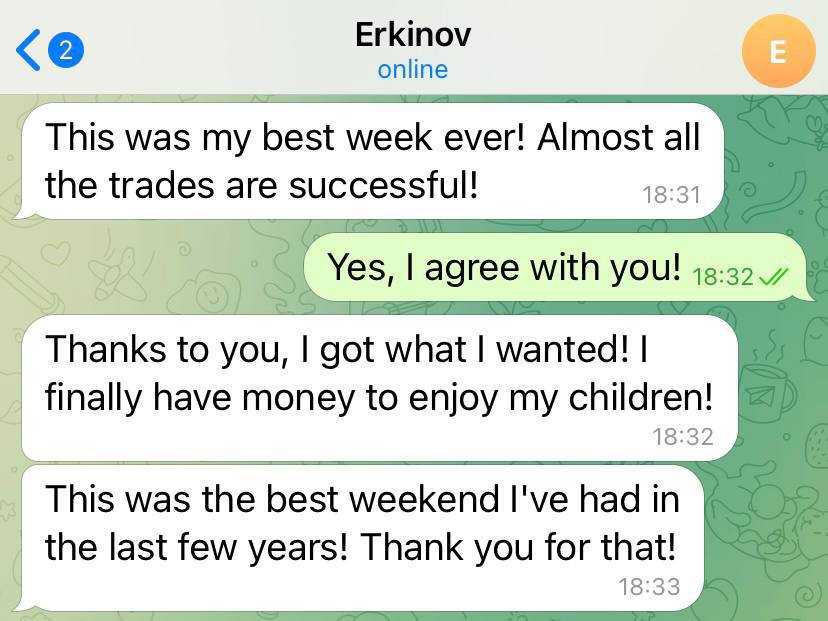 2
Erkinov
online
E
This was my best week ever! Almost all
the trades are successful!
18:31
Yes, I agree with you!
18:32
Thanks to you, I got what I wanted! I
finally have money to enjoy my children!
18:32
This was the best weekend I've had in
the last few years! Thank you for that!
18:33